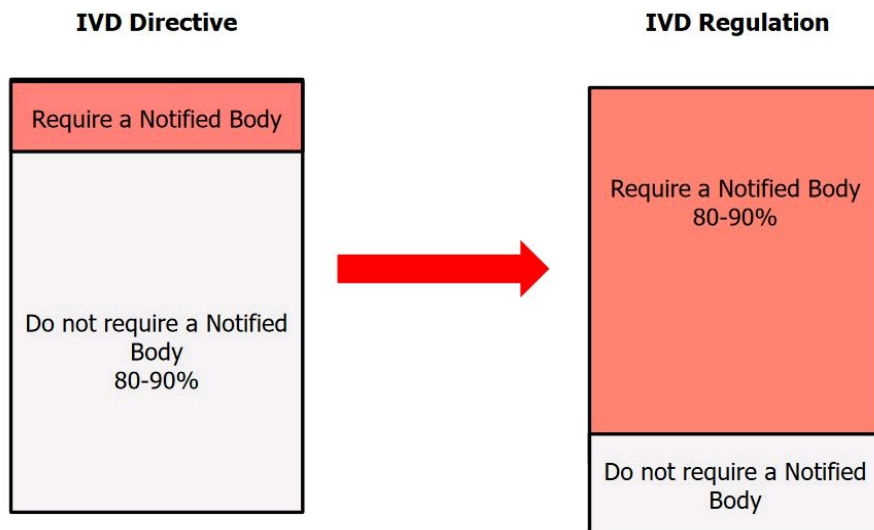 IVD Directive
Require a Notified Body
Do not require a Notified
Body
80-90%
IVD Regulation
Require a Notified Body
80-90%
Do not require a Notified
Body